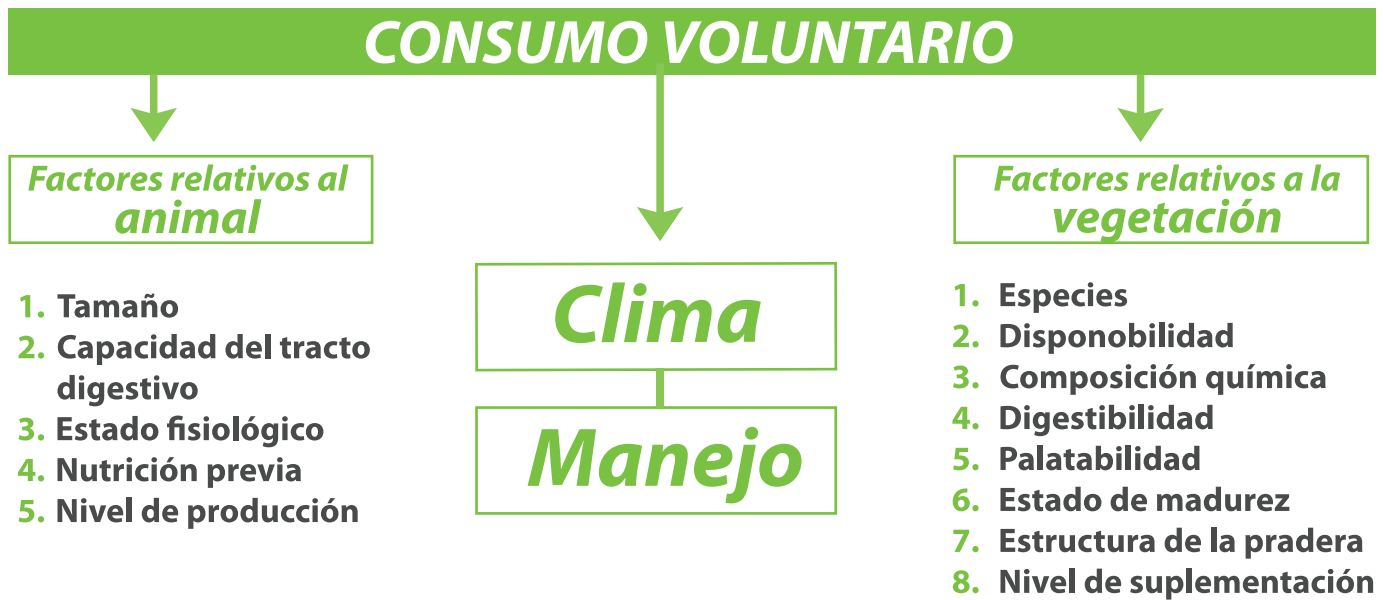 CONSUMO VOLUNTARIO
Factores relativos al
animal
1. Tamaño
2. Capacidad del tracto
digestivo
3. Estado fisiológico
4. Nutrición previa
5. Nivel de producción
Clima
Manejo
Factores relativos a la
vegetación
1. Especies
2. Disponobilidad
3. Composición química
4. Digestibilidad
5. Palatabilidad
6. Estado de madurez
7. Estructura de la pradera
8. Nivel de suplementación